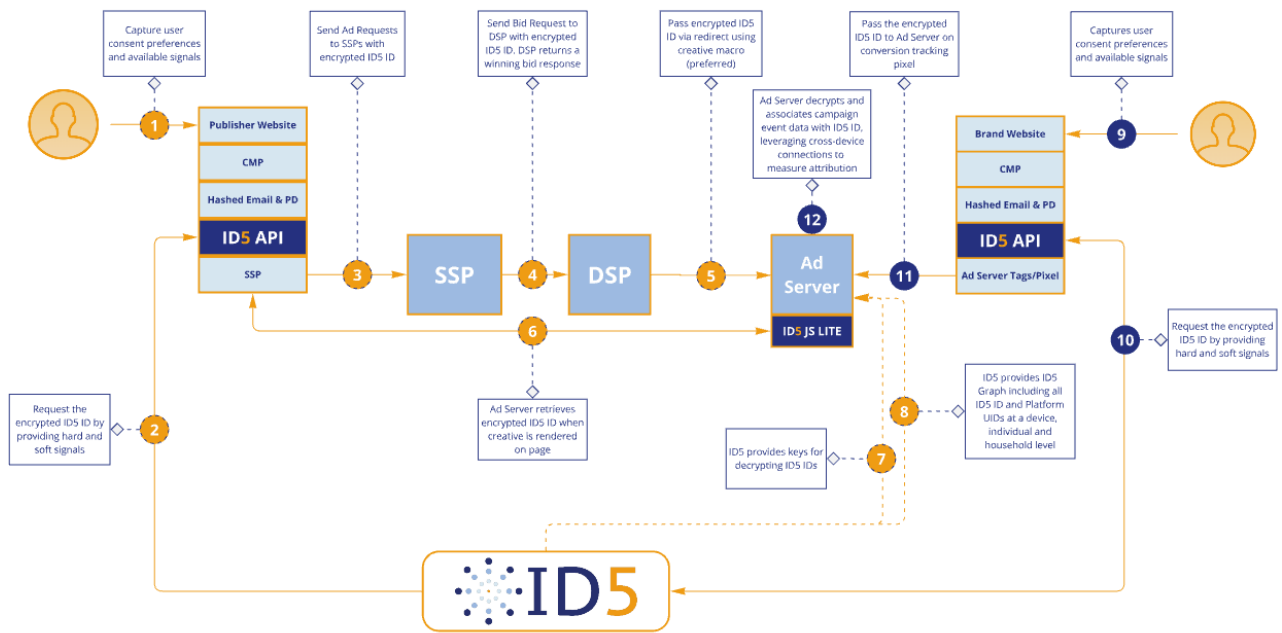 Capture user
consent preferences
and available signals
Send Ad Requests
to SSPs with
encrypted ID5 ID
Send Bid Request to
DSP with encrypted
ID5 ID. DSP returns a
winning bid response
Pass encrypted ID5
ID via redirect using
creative macro
(preferred)
Pass the encrypted
ID5 ID to Ad Server on
conversion tracking
pixel
Captures user
consent preferences
and available signals
Ad Server decrypts and
associates campaign
event data with ID5 ID,
leveraging cross-device
connections to
measure attribution
1
Publisher Website
CMP
Hashed Email & PD
ID5 API
SSP
3
SSP
4
DSP
5
12
Ad
Server
ID5 JS LITE
11
Brand Website
CMP
Hashed Email & PD
ID5 API
Ad Server Tags/Pixel
9
6
Ad Server retrieves
encrypted ID5 ID when
creative is rendered
on page
10
Request the encrypted
ID5 ID by providing
hard and soft signals
Request the
encrypted ID5 ID by
providing hard and
soft signals
2
8
ID5 provides ID5
Graph including all
ID5 ID and Platform
UIDs at a device,
individual and
household level
ID5 provides keys for
decrypting ID5 IDs
7
ID5